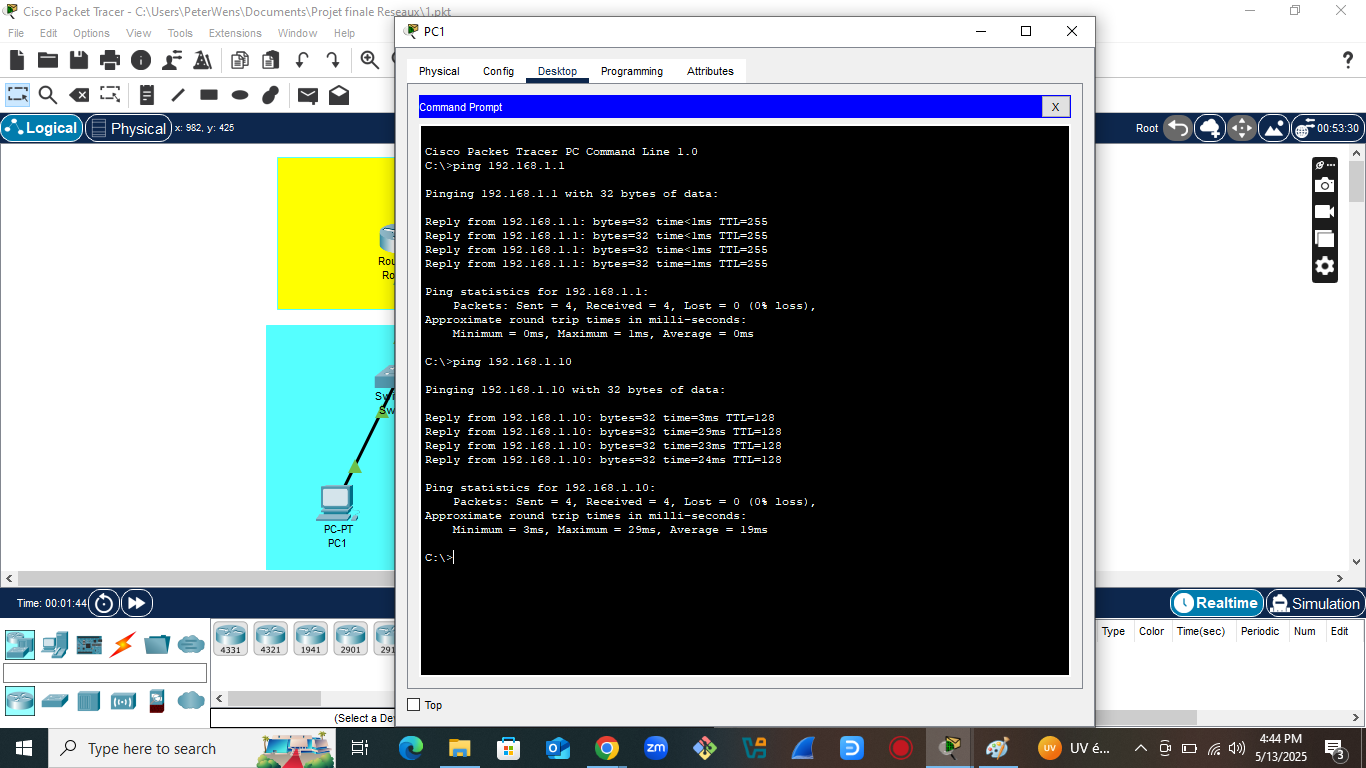 Cisco Packet Tracer - C:\Users\PeterWens\Documents\Projet finale Reseaux\1.pkt
File Edit Options View Tools Extensions Window Help
Logical Physical x: 982, y: 425
Root 00:53:30
Rou
Ro
Sw
PC-PT
PC1
PC1
Physical Config Desktop Programming Attributes
Command Prompt
X
Cisco Packet Tracer PC Command Line 1.0
C:\>ping 192.168.1.1
Pinging 192.168.1.1 with 32 bytes of data:
Reply from 192.168.1.1: bytes=32 time<1ms TTL=255
Reply from 192.168.1.1: bytes=32 time<1ms TTL=255
Reply from 192.168.1.1: bytes=32 time<1ms TTL=255
Reply from 192.168.1.1: bytes=32 time=1ms TTL=255
Ping statistics for 192.168.1.1:
Packets: Sent = 4, Received = 4, Lost = 0 (0% loss),
Approximate round trip times in milli-seconds:
Minimum = 0ms, Maximum = 1ms, Average = 0ms
C:\>ping 192.168.1.10
Pinging 192.168.1.10 with 32 bytes of data:
Reply from 192.168.1.10: bytes=32 time=3ms TTL=128
Reply from 192.168.1.10: bytes=32 time=29ms TTL=128
Reply from 192.168.1.10: bytes=32 time=23ms TTL=128
Reply from 192.168.1.10: bytes=32 time=24ms TTL=128
Ping statistics for 192.168.1.10:
Packets: Sent = 4, Received = 4, Lost = 0 (0% loss),
Approximate round trip times in milli-seconds:
Minimum = 3ms, Maximum = 29ms, Average = 19ms
C:\>
Top
Time: 00:01:44
Realtime Simulation
4331 4321 1941 2901 291
Type Color Time(sec) Periodic Num Edit
(Select a Dev
Type here to search
zm
UV UV é...
4:44 PM
5/13/2025
3